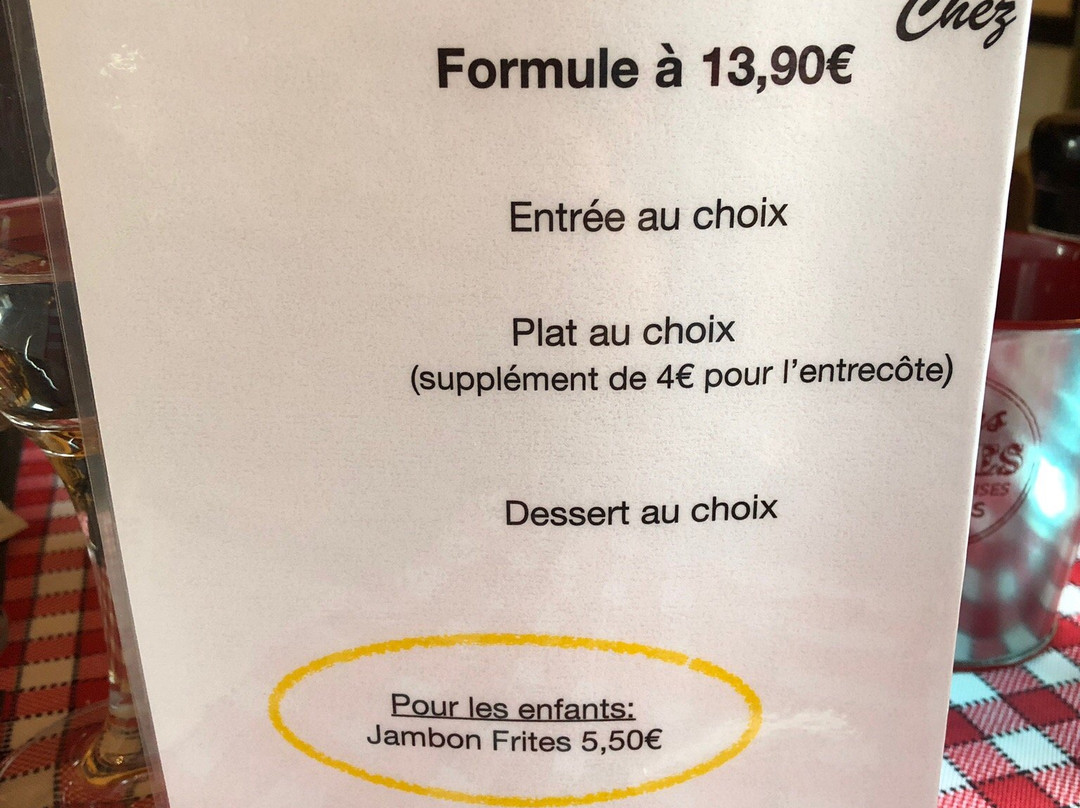 Chez
Formule à 13,90€
Entrée au choix
Plat au choix
(supplément de 4€ pour l'entrecôte)
Dessert au choix
Pour les enfants:
Jambon Frites 5,50€